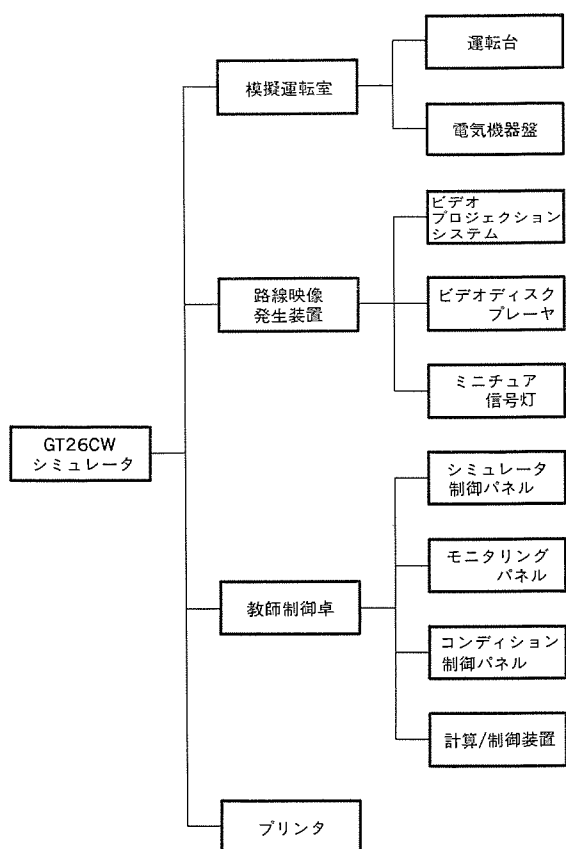 GT26CW
シミュレータ
模擬運転室
運転台
電気機器盤
路線映像
発生装置
ビデオ
プロジェクション
システム
ビデオディスク
プレーヤ
ミニチュア
信号灯
教師制御卓
シミュレータ
制御パネル
モニタリング
パネル
コンディション
制御パネル
計算/制御装置
プリンタ